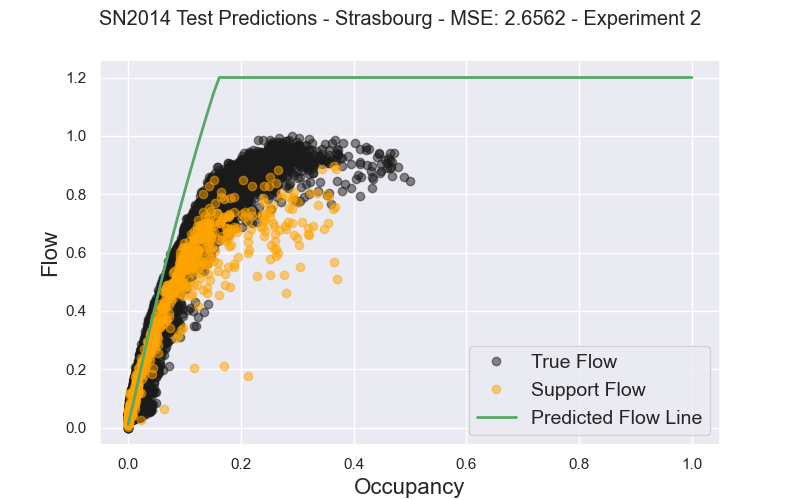 SN2014 Test Predictions - Strasbourg - MSE: 2.6562 - Experiment 2
1.2
1.0
0.8
0.6
0.4
0.2
0.0
Flow
True Flow
Support Flow
Predicted Flow Line
0.0 0.2 0.4 0.6 0.8 1.0
Occupancy